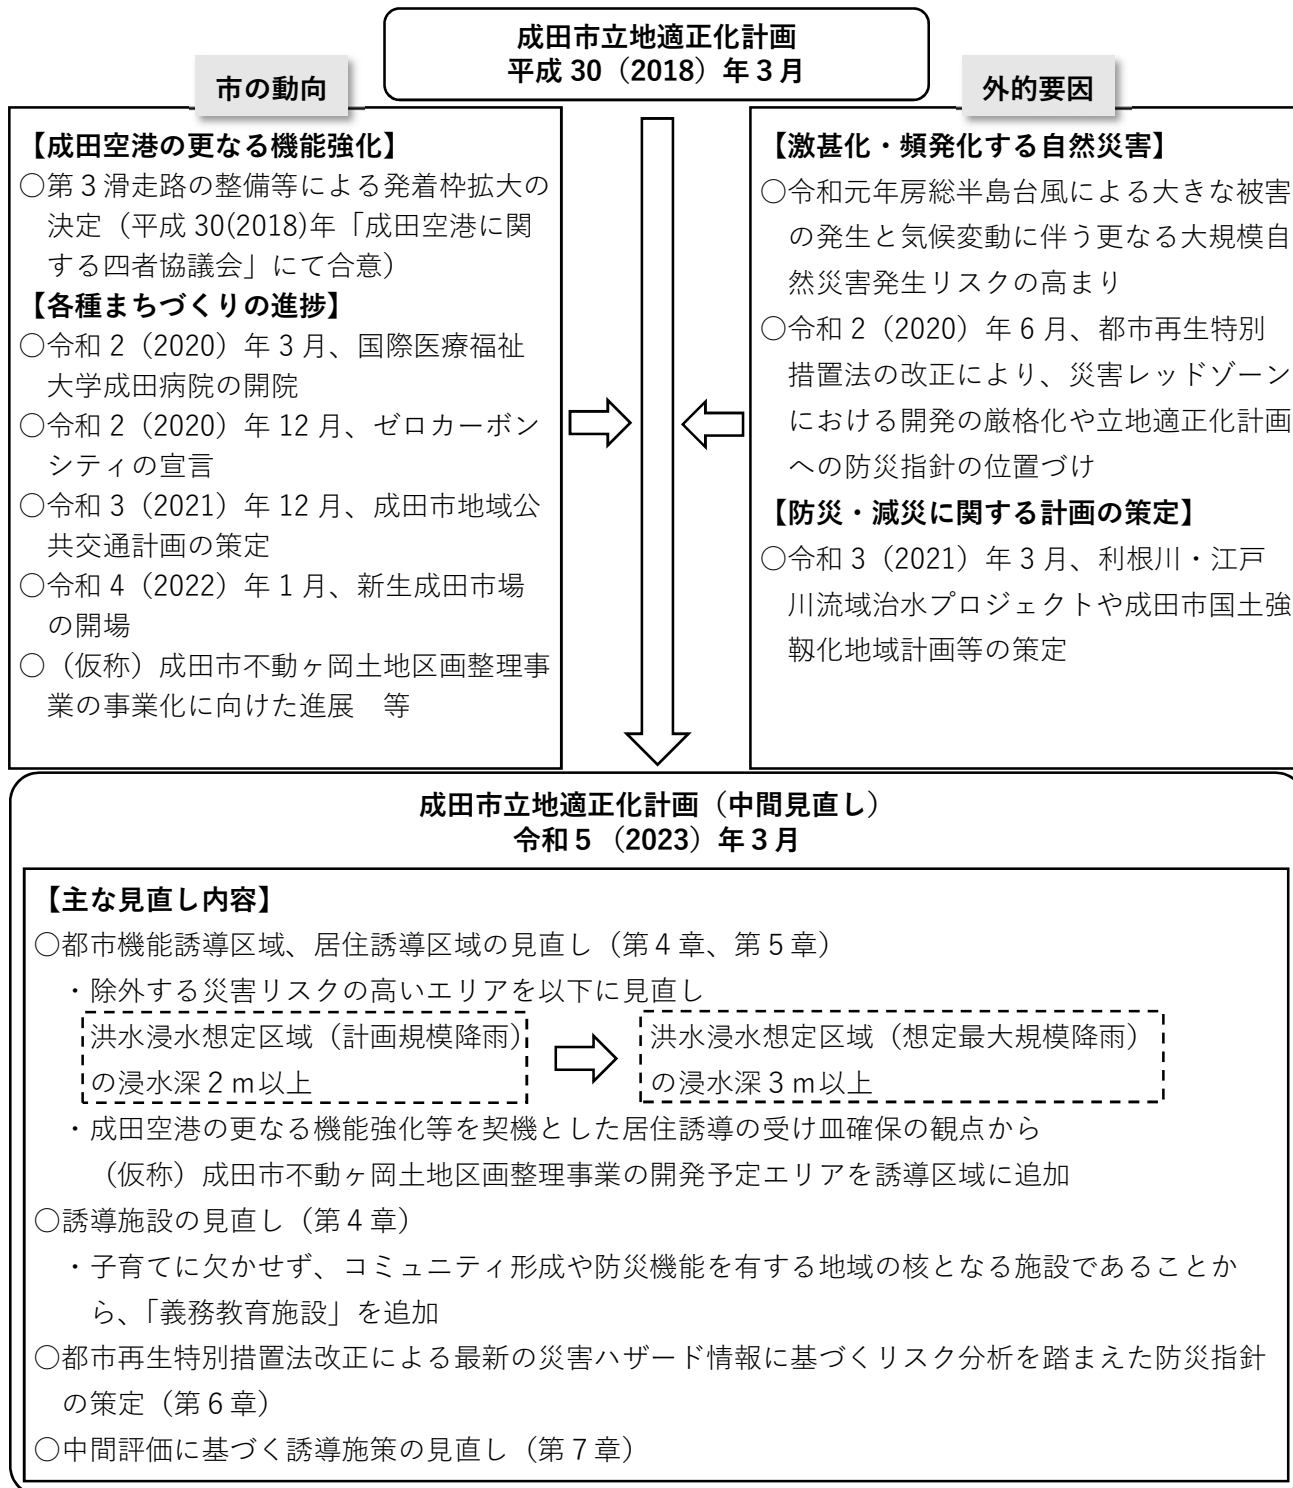 成田市立地適正化計画
平成 30（2018）年３月
市の動向
【成田空港の更なる機能強化】
○第３滑走路の整備等による発着枠拡大の
決定（平成 30(2018)年「成田空港に関
する四者協議会」にて合意）
【各種まちづくりの進捗】
○令和２（2020）年３月、国際医療福祉
大学成田病院の開院
○令和２（2020）年 12 月、ゼロカーボン
シティの宣言
○令和３（2021）年 12 月、成田市地域公
共交通計画の策定
○令和４（2022）年１月、新生成田市場
の開場
○（仮称）成田市不動ヶ岡土地区画整理事
業の事業化に向けた進展　等
外的要因
【激甚化・頻発化する自然災害】
○令和元年房総半島台風による大きな被害
の発生と気候変動に伴う更なる大規模自
然災害発生リスクの高まり
○令和２（2020）年６月、都市再生特別
措置法の改正により、災害レッドゾーン
における開発の厳格化や立地適正化計画
への防災指針の位置づけ
【防災・減災に関する計画の策定】
○令和３（2021）年３月、利根川・江戸
川流域治水プロジェクトや成田市国土強
靱化地域計画等の策定
成田市立地適正化計画（中間見直し）
令和５（2023）年３月
【主な見直し内容】
○都市機能誘導区域、居住誘導区域の見直し（第４章、第５章）
・除外する災害リスクの高いエリアを以下に見直し
洪水浸水想定区域（計画規模降雨）
の浸水深２ｍ以上
洪水浸水想定区域（想定最大規模降雨）
の浸水深３ｍ以上
・成田空港の更なる機能強化等を契機とした居住誘導の受け皿確保の観点から
（仮称）成田市不動ヶ岡土地区画整理事業の開発予定エリアを誘導区域に追加
○誘導施設の見直し（第４章）
・子育てに欠かせず、コミュニティ形成や防災機能を有する地域の核となる施設であることか
ら、「義務教育施設」を追加
○都市再生特別措置法改正による最新の災害ハザード情報に基づくリスク分析を踏まえた防災指針
の策定（第６章）
○中間評価に基づく誘導施策の見直し（第７章）